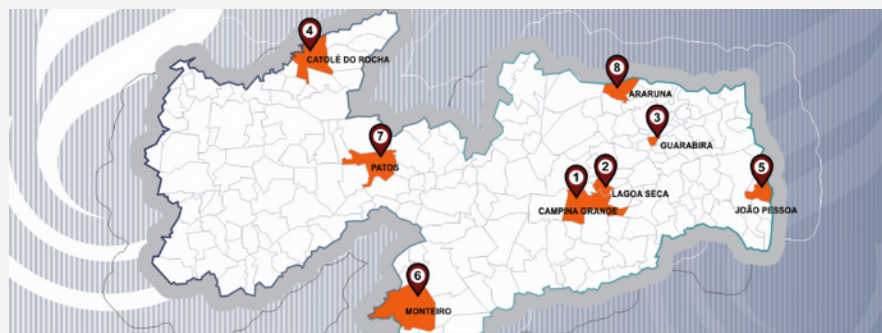 4
CATOLÉ DO ROCHA
8
ARARUNA
3
GUARABIRA
7
PATOS
1
2
LAGOA SECA
CAMPINA GRANDE
5
JOÃO PESSOA
6
MONTEIRO